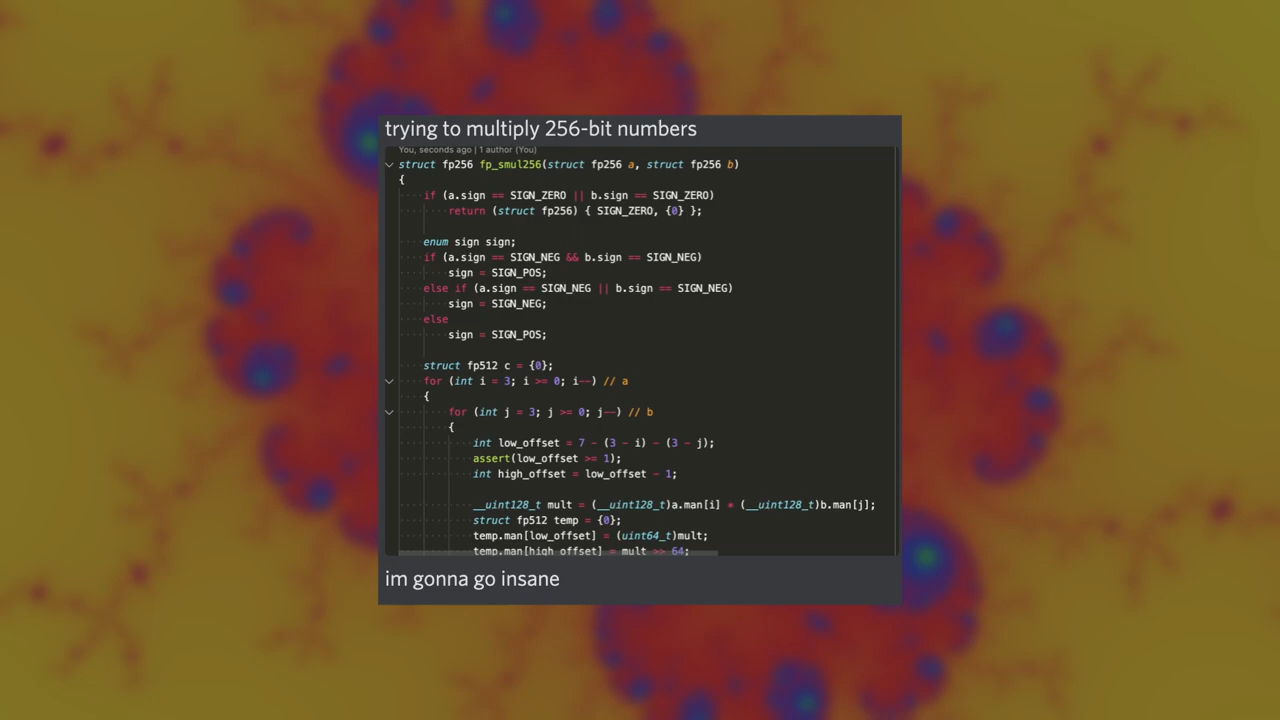 trying to multiply 256-bit numbers
You, seconds ago | 1 author (You)
struct fp256 fp_smul256(struct fp256 a, struct fp256 b)
{
if (a.sign == SIGN_ZERO || b.sign == SIGN_ZERO)
return (struct fp256) { SIGN_ZERO, {0} };
enum sign sign;
if (a.sign == SIGN_NEG && b.sign == SIGN_NEG)
sign = SIGN_POS;
else if (a.sign == SIGN_NEG || b.sign == SIGN_NEG)
sign = SIGN_NEG;
else
sign = SIGN_POS;
struct fp512 c = {0};
for (int i = 3; i >= 0; i--) // a
{
for (int j = 3; j >= 0; j--) // b
{
int low_offset = 7 - (3 - i) - (3 - j);
assert(low_offset >= 1);
int high_offset = low_offset - 1;
__uint128_t mult = (__uint128_t)a.man[i] * (__uint128_t)b.man[j];
struct fp512 temp = {0};
temp.man[low_offset] = (uint64_t)mult;
temp.man[high_offset] = mult >> 64;
im gonna go insane